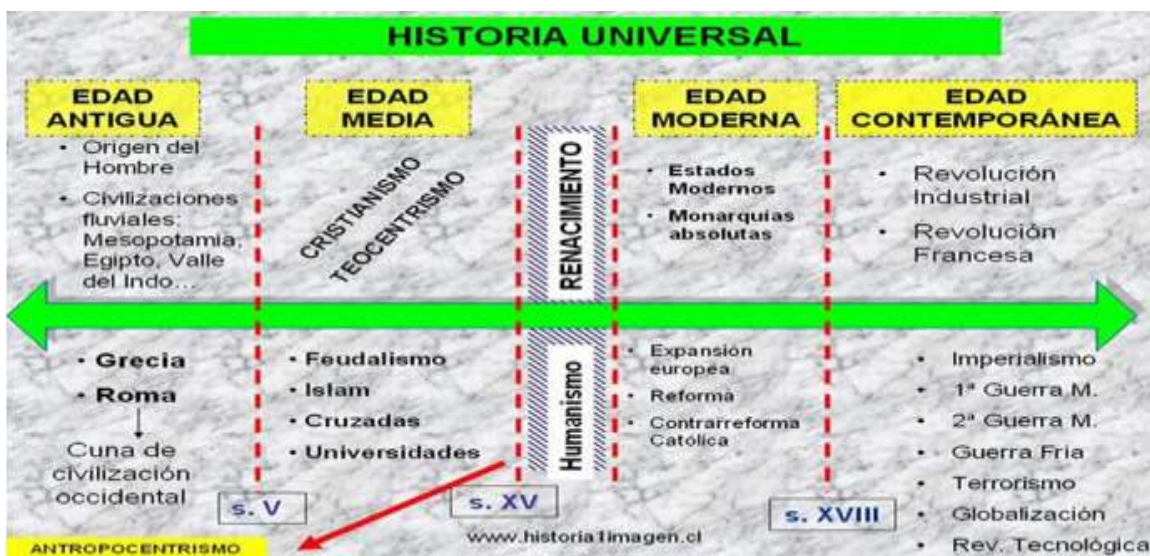 HISTORIA UNIVERSAL
EDAD
ANTIGUA
• Origen del
Hombre
• Civilizaciones
fluviales:
Mesopotamia,
Egipto, Valle
del Indo...
• Grecia
• Roma
Cuna de
civilización
occidental
s. V
ANTROPOCENTRISMO
EDAD
MEDIA
CRISTIANISMO
TEOCENTRISMO
• Feudalismo
• Islam
• Cruzadas
• Universidades
s. XV
RENACIMIENTO
Humanismo
www.historia1imagen.cl
EDAD
MODERNA
• Estados
Modernos
• Monarquías
absolutas
• Expansión
europea
• Reforma
• Contrarreforma
Católica
s. XVIII
EDAD
CONTEMPORÁNEA
• Revolución
Industrial
• Revolución
Francesa
• Imperialismo
• 1ª Guerra M.
• 2ª Guerra M.
• Guerra Fria
• Terrorismo
• Globalización
• Rev. Tecnológica